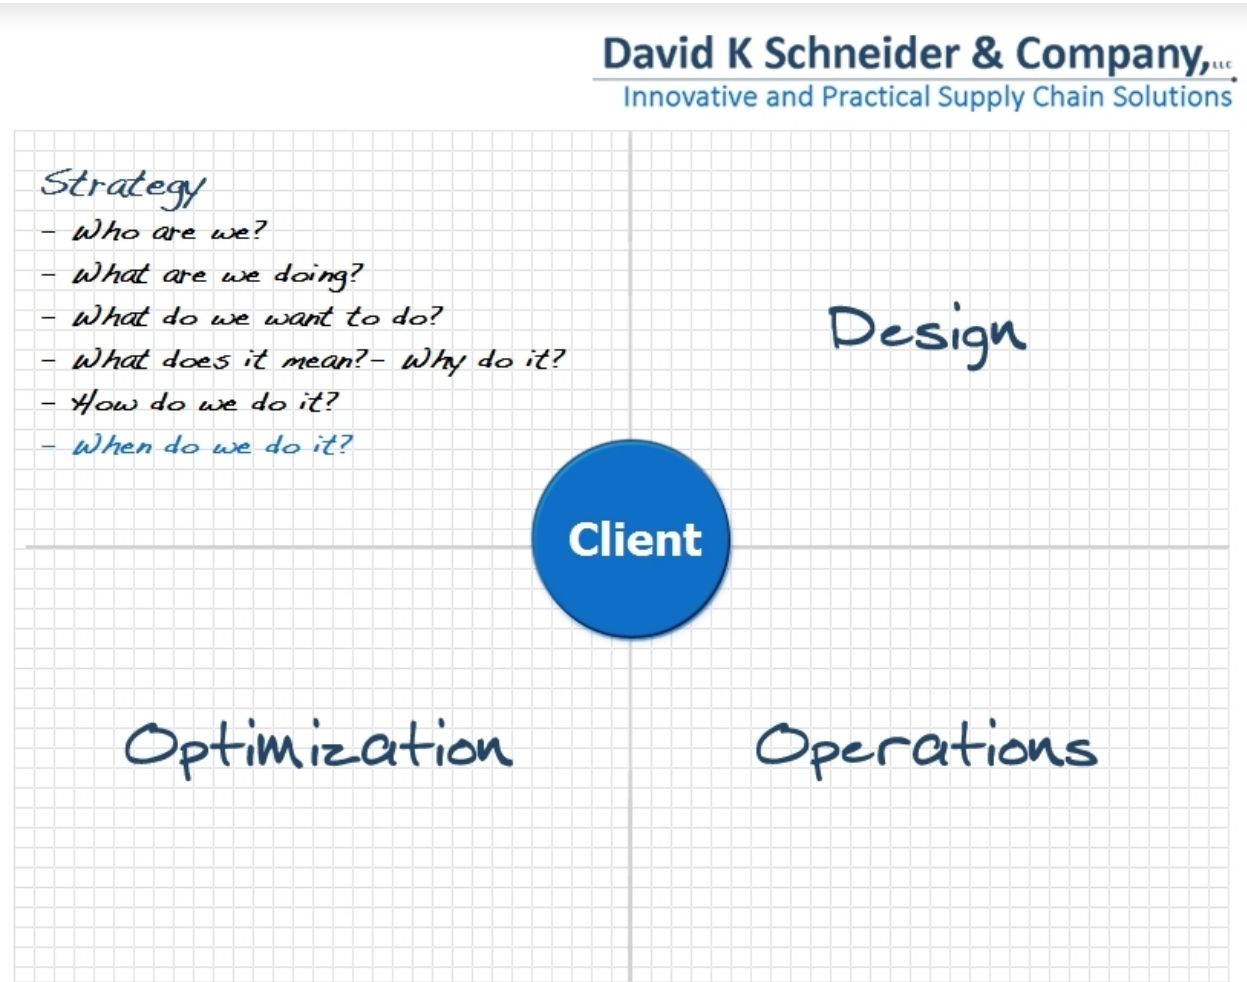 David K Schneider & Company, LLC
Innovative and Practical Supply Chain Solutions
Strategy
- Who are we?
- What are we doing?
- What do we want to do?
- What does it mean?- Why do it?
- How do we do it?
- When do we do it?
Design
Client
Optimization
Operations